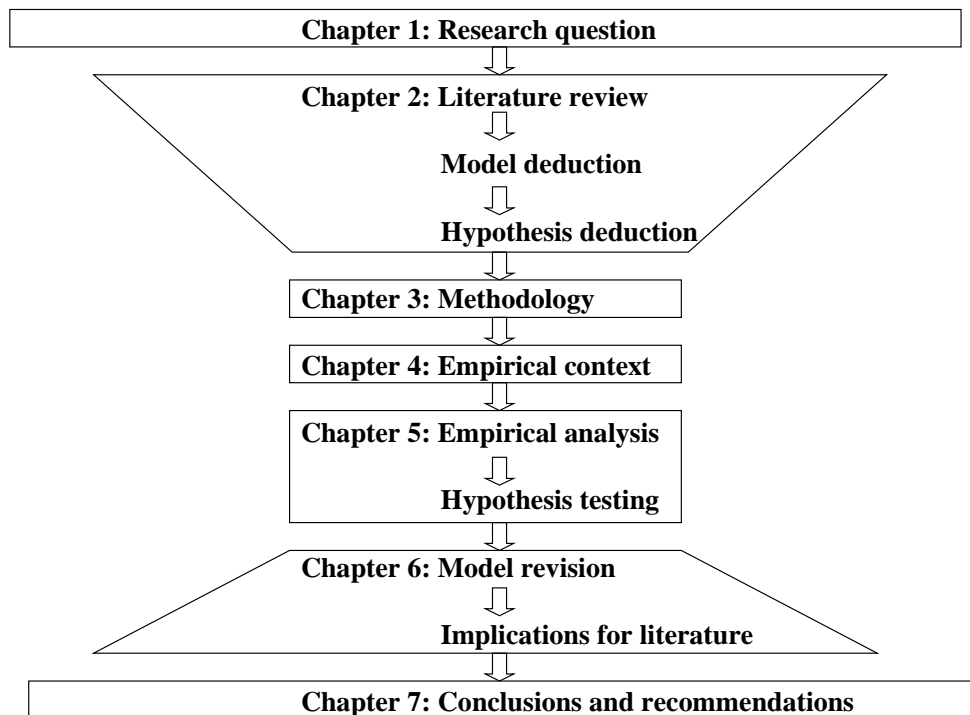 Chapter 1: Research question
Chapter 2: Literature review
Model deduction
Hypothesis deduction
Chapter 3: Methodology
Chapter 4: Empirical context
Chapter 5: Empirical analysis
Hypothesis testing
Chapter 6: Model revision
Implications for literature
Chapter 7: Conclusions and recommendations